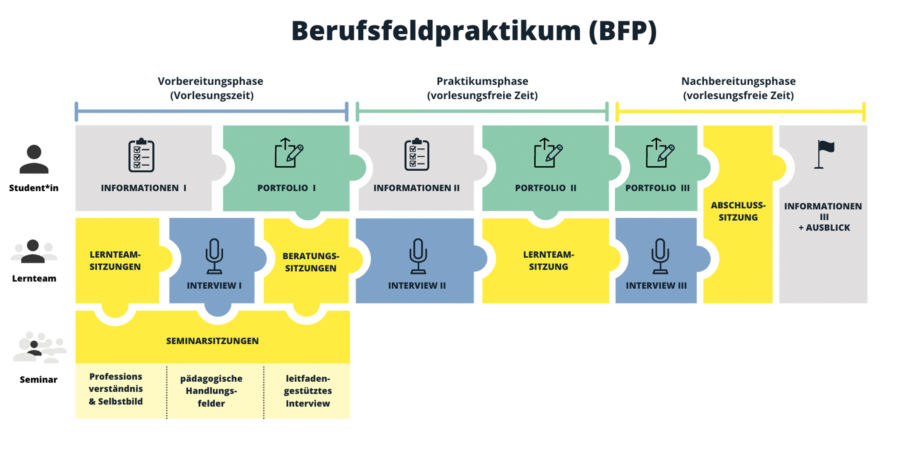 Berufsfeldpraktikum (BFP)
Vorbereitungsphase
(Vorlesungszeit)
Praktikumsphase
(vorlesungsfreie Zeit)
Nachbereitungsphase
(vorlesungsfreie Zeit)
Student*in
INFORMATIONEN I
PORTFOLIO I
INFORMATIONEN II
PORTFOLIO II
PORTFOLIO III
ABSCHLUSS-
SITZUNG
INFORMATIONEN
III
+ AUSBLICK
Lernteam
LERNTEAM-
SITZUNGEN
INTERVIEW I
BERATUNGS-
SITZUNGEN
INTERVIEW II
LERNTEAM-
SITZUNG
INTERVIEW III
Seminar
SEMINARSITZUNGEN
Professions
verständnis
& Selbstbild
pädagogische
Handlungs-
felder
leitfaden-
gestütztes
Interview